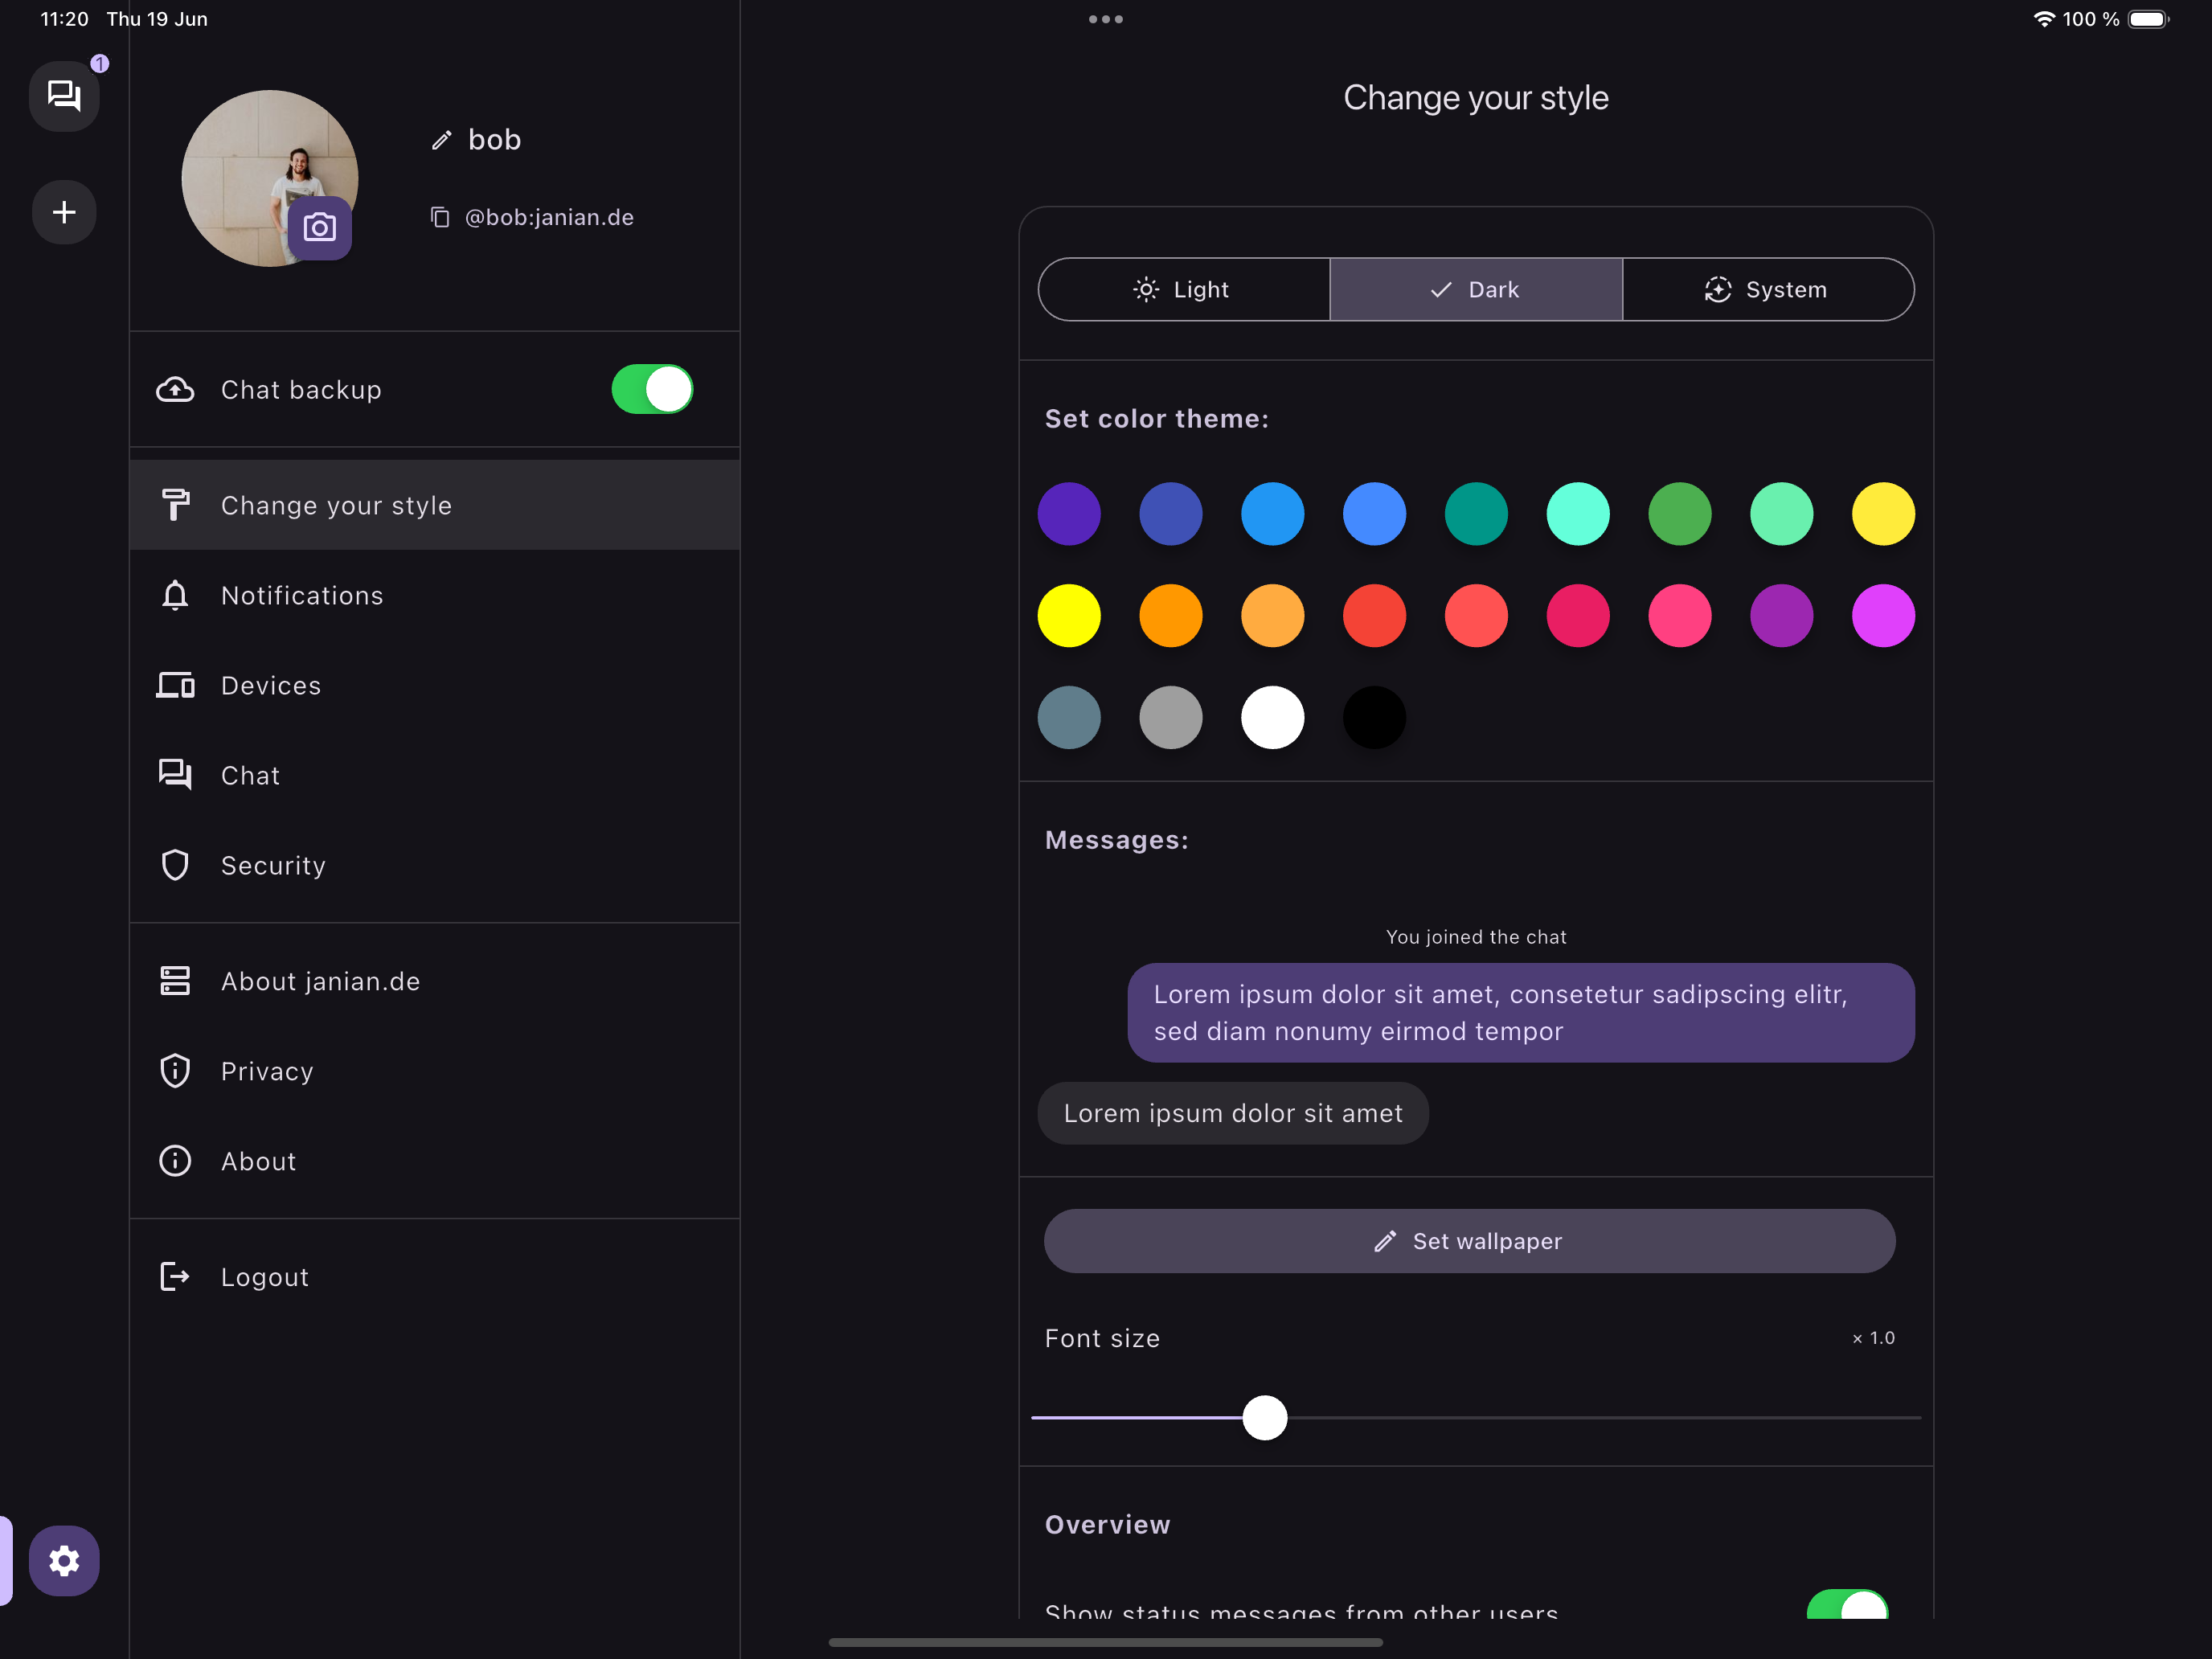 11:20 Thu 19 Jun
100 %
1
bob
@bob:janian.de
Chat backup
Change your style
Notifications
Devices
Chat
Security
About janian.de
Privacy
About
Logout
Change your style
Light
Dark
System
Set color theme:
Messages:
You joined the chat
Lorem ipsum dolor sit amet, consetetur sadipscing elitr,
sed diam nonumy eirmod tempor
Lorem ipsum dolor sit amet
Set wallpaper
Font size
× 1.0
Overview
Show status messages from other users